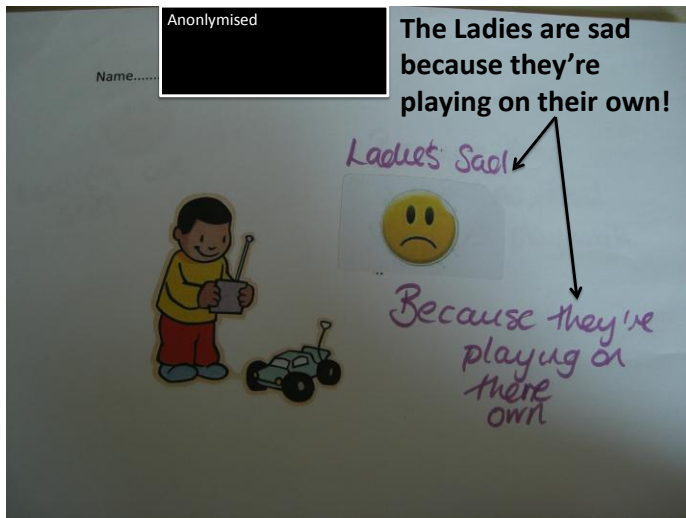 Anonlymised
The Ladies are sad
because they're
playing on their own!
Name........
Ladies Sad
Because they're
playing on
there
own